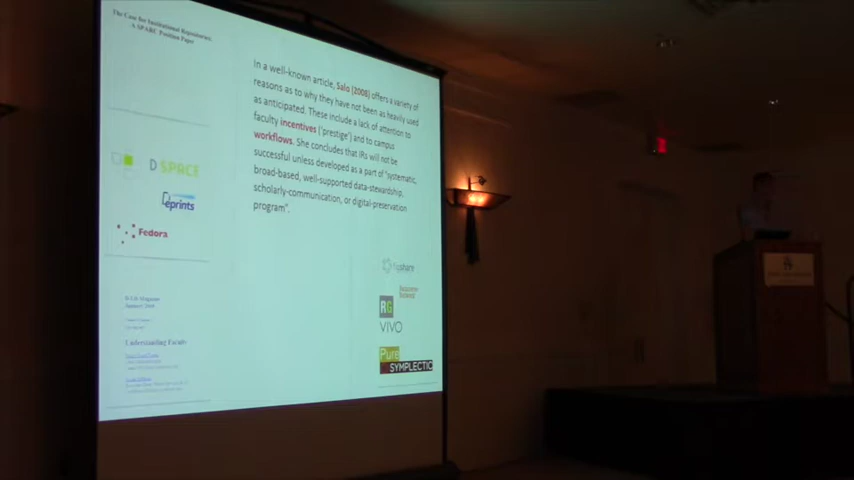 The Case for Institutional Repositories:
A SPARC Position Paper
In a well-known article, Salo (2008) offers a variety of
reasons as to why they have not been as heavily used
as anticipated. These include a lack of attention to
faculty incentives ('prestige') and to campus
workflows. She concludes that IRs will not be
successful unless developed as a part of "systematic,
broad-based, well-supported data-stewardship,
scholarly-communication, or digital-preservation
program".
DSPACE
eprints
Fedora
D-Lib Magazine
Understanding Faculty
figshare
RG
VIVO
Pure
SYMPLECTIC